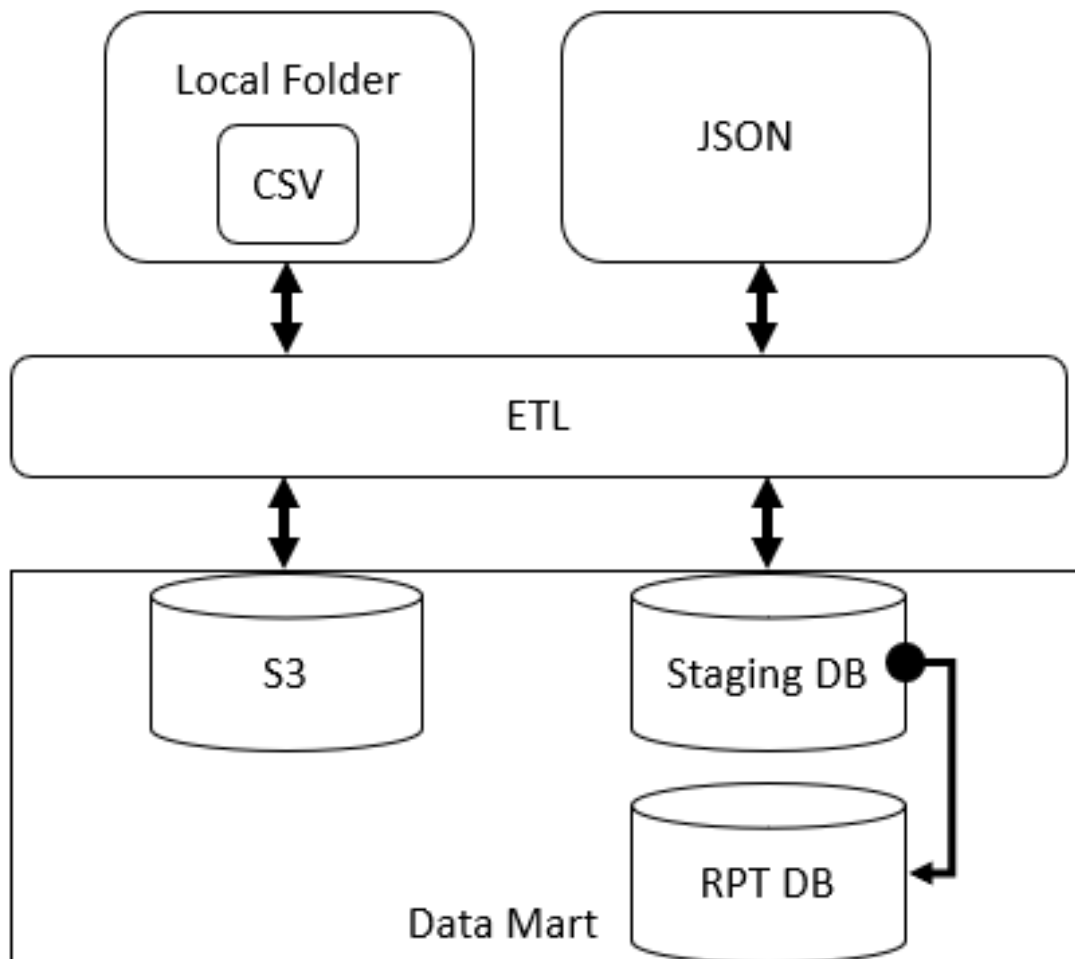 Local Folder
CSV
JSON
ETL
S3
Staging DB
RPT DB
Data Mart